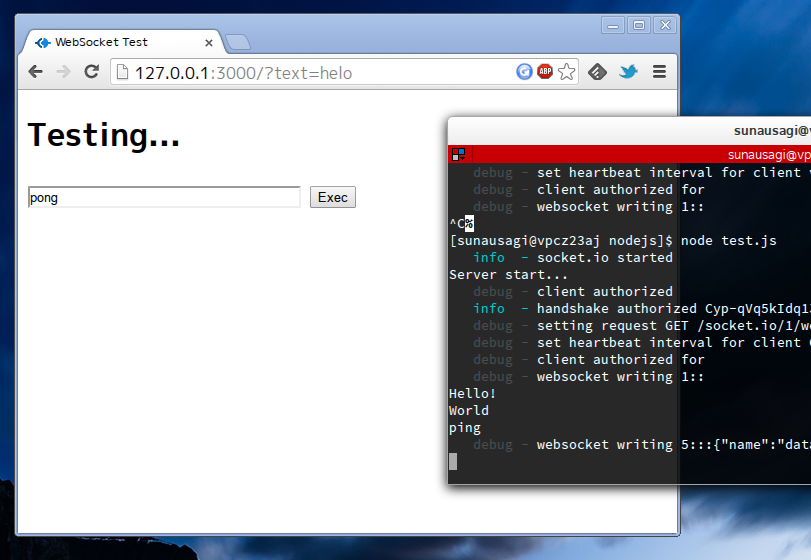 WebSocket Test
127.0.0.1:3000/?text=helo
ABP
Testing...
pong
Exec
sunausagi@v
sunausagi@vp
debug - set heartbeat interval for client
debug - client authorized for
debug - websocket writing 1::
^C%
[sunausagi@vpcz23aj nodejs]$ node test.js
info - socket.io started
Server start...
debug - client authorized
info - handshake authorized Cyp-qVq5kIdq1
debug - setting request GET /socket.io/1/w
debug - set heartbeat interval for client
debug - client authorized for
debug - websocket writing 1::
Hello!
World
ping
debug - websocket writing 5:::{"name":"data